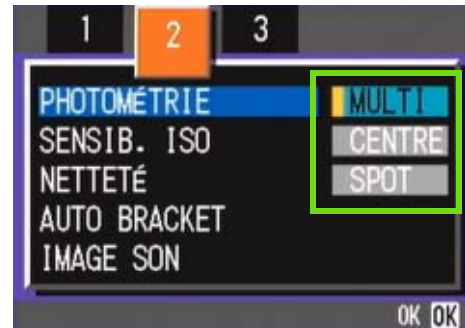 1 2 3
PHOTOMÉTRIE MULTI
SENSIB. ISO CENTRE
NETTETÉ SPOT
AUTO BRACKET
IMAGE SON
OK OK